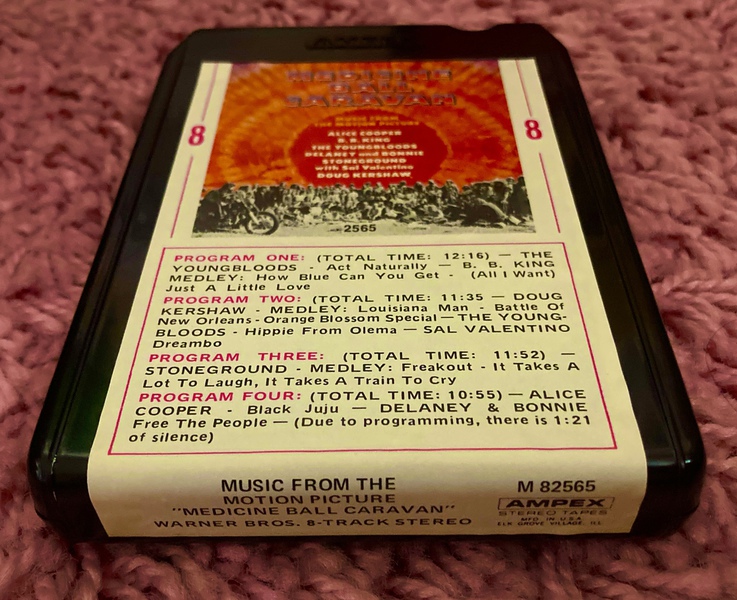 AMPEX
MEDICINE
BALL
CARAVAN
MUSIC FROM
THE MOTION PICTURE
ALICE COOPER
B. B. KING
THE YOUNGBLOODS
DELANEY and BONNIE
STONEGROUND
with Sal Valentino
DOUG KERSHAW
8
8
2565
PROGRAM ONE: (TOTAL TIME: 12:16) — THE
YOUNGBLOODS - Act Naturally — B. B. KING
MEDLEY: How Blue Can You Get - (All I Want)
Just A Little Love
PROGRAM TWO: (TOTAL TIME: 11:35 — DOUG
KERSHAW - MEDLEY: Louisiana Man - Battle Of
New Orleans - Orange Blossom Special — THE YOUNG-
BLOODS - Hippie From Olema — SAL VALENTINO
Dreambo
PROGRAM THREE: (TOTAL TIME: 11:52) —
STONEGROUND - MEDLEY: Freakout - It Takes A
Lot To Laugh, It Takes A Train To Cry
PROGRAM FOUR: (TOTAL TIME: 10:55) — ALICE
COOPER - Black Juju — DELANEY & BONNIE
Free The People — (Due to programming, there is 1:21
of silence)
MUSIC FROM THE
MOTION PICTURE
"MEDICINE BALL CARAVAN"
WARNER BROS. 8-TRACK STEREO
M 82565
AMPEX
STEREO TAPES
MFD. IN U.S.A.
ELK GROVE VILLAGE, ILL.